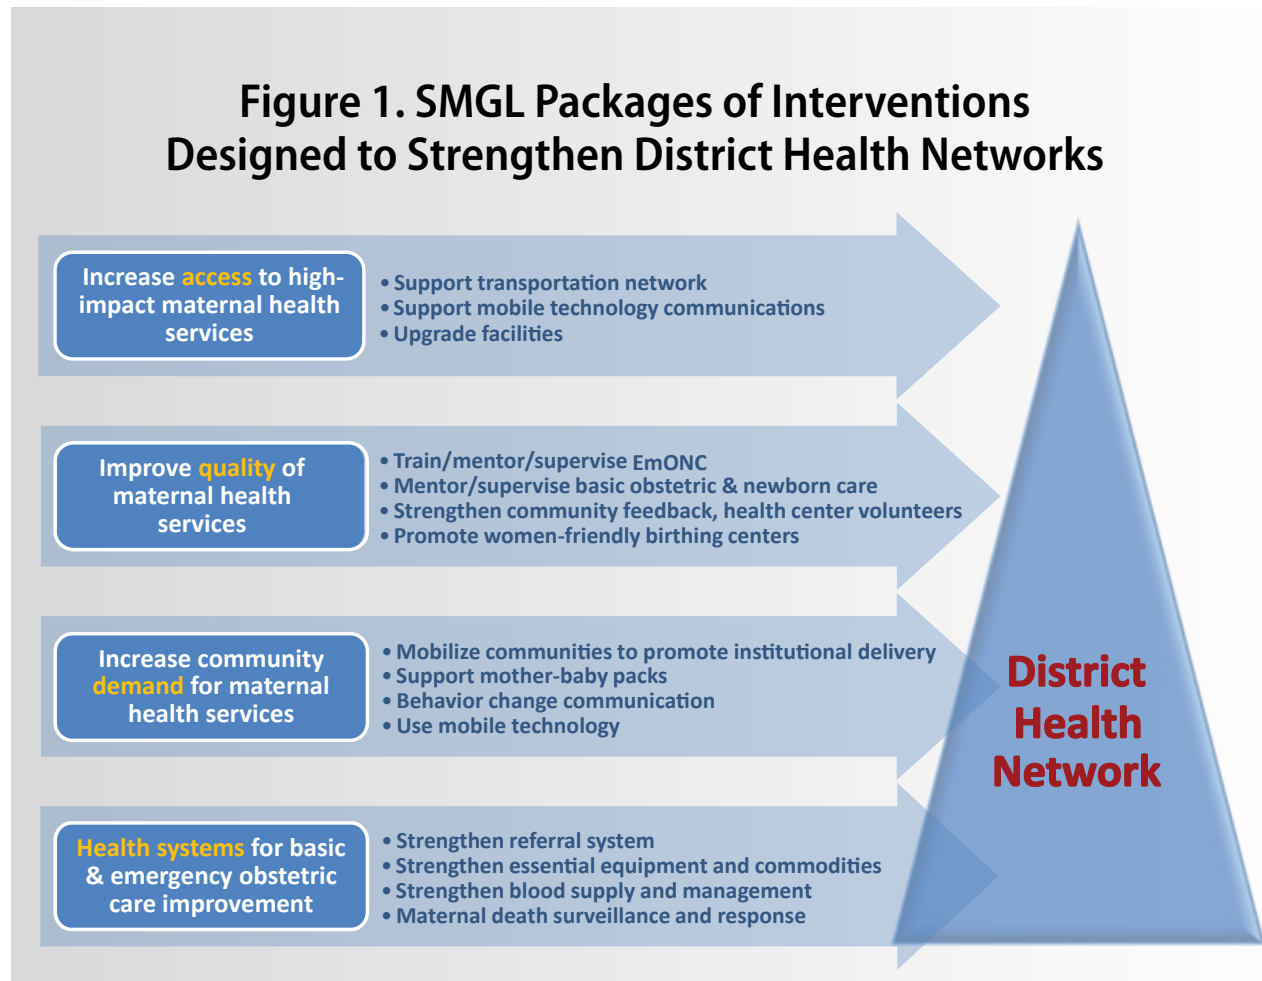 Figure 1. SMGL Packages of Interventions
Designed to Strengthen District Health Networks
Increase access to high-
impact maternal health
services
• Support transportation network
• Support mobile technology communications
• Upgrade facilities
Improve quality of
maternal health
services
• Train/mentor/supervise EmONC
• Mentor/supervise basic obstetric & newborn care
• Strengthen community feedback, health center volunteers
• Promote women-friendly birthing centers
Increase community
demand for maternal
health services
• Mobilize communities to promote institutional delivery
• Support mother-baby packs
• Behavior change communication
• Use mobile technology
Health systems for basic
& emergency obstetric
care improvement
• Strengthen referral system
• Strengthen essential equipment and commodities
• Strengthen blood supply and management
• Maternal death surveillance and response
District
Health
Network